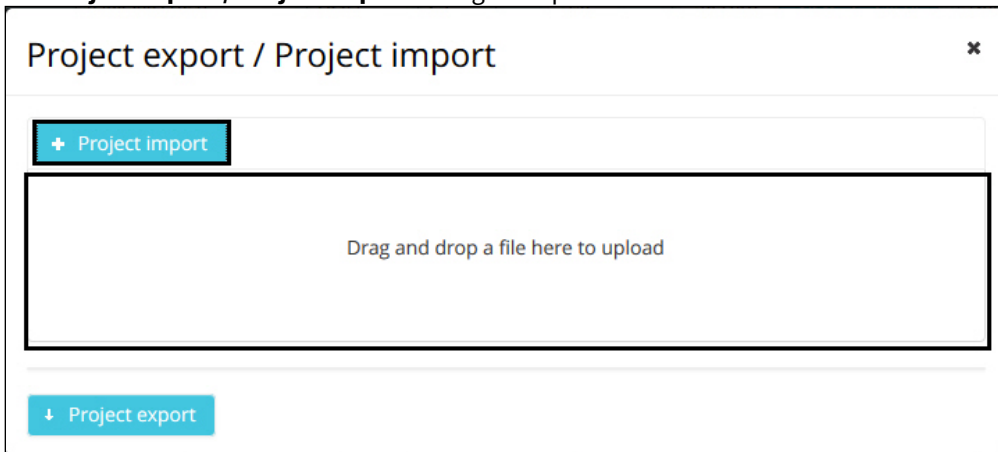 Project export / Project import
Project import
Drag and drop a file here to upload
Project export